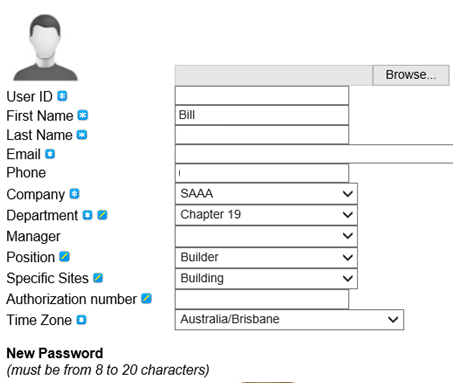 Browse...
User ID
First Name Bill
Last Name
Email
Phone
Company SAAA
Department Chapter 19
Manager
Position Builder
Specific Sites Building
Authorization number
Time Zone Australia/Brisbane
New Password
(must be from 8 to 20 characters)